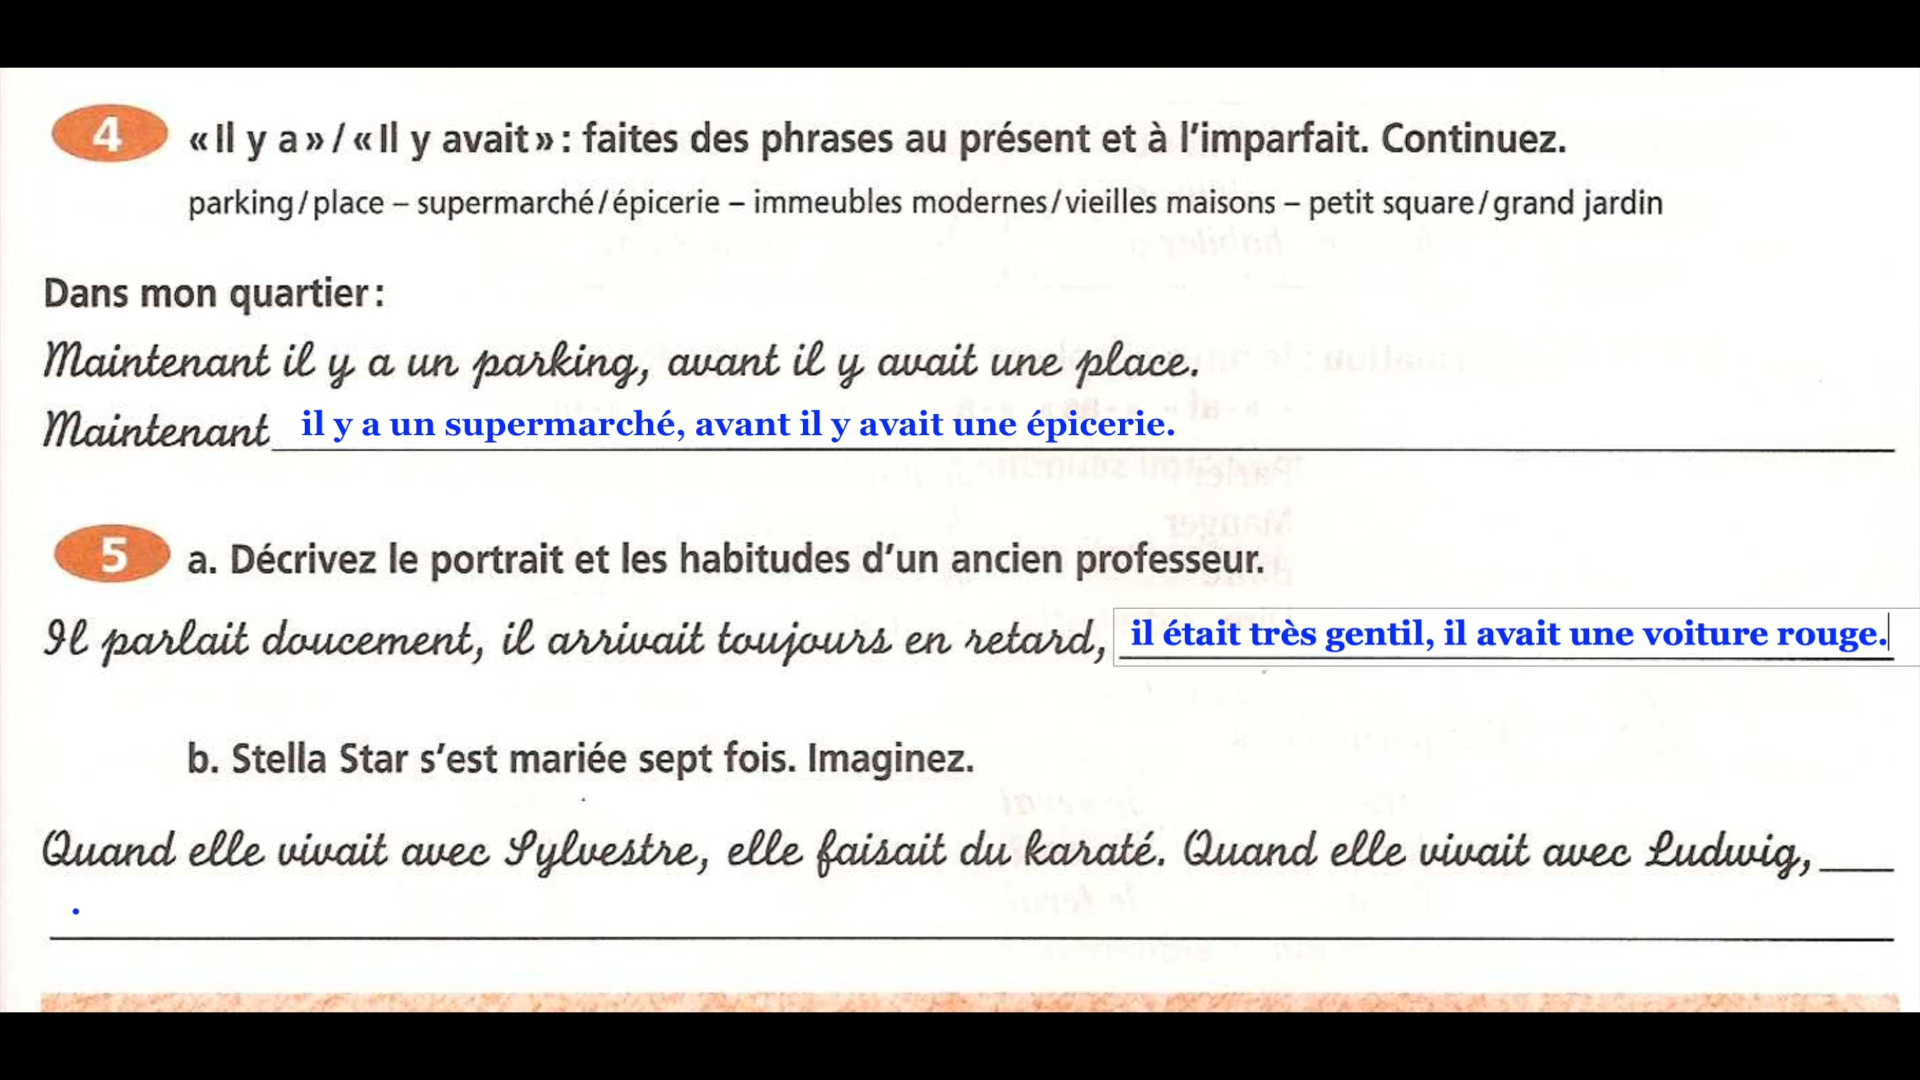 4 « Il y a » / « Il y avait » : faites des phrases au présent et à l'imparfait. Continuez.
parking / place – supermarché / épicerie – immeubles modernes / vieilles maisons – petit square / grand jardin
Dans mon quartier :
Maintenant il y a un parking, avant il y avait une place.
Maintenant il y a un supermarché, avant il y avait une épicerie.
5 a. Décrivez le portrait et les habitudes d'un ancien professeur.
Il parlait doucement, il arrivait toujours en retard, il était très gentil, il avait une voiture rouge.
b. Stella Star s'est mariée sept fois. Imaginez.
Quand elle vivait avec Sylvestre, elle faisait du karaté. Quand elle vivait avec Ludwig,
.